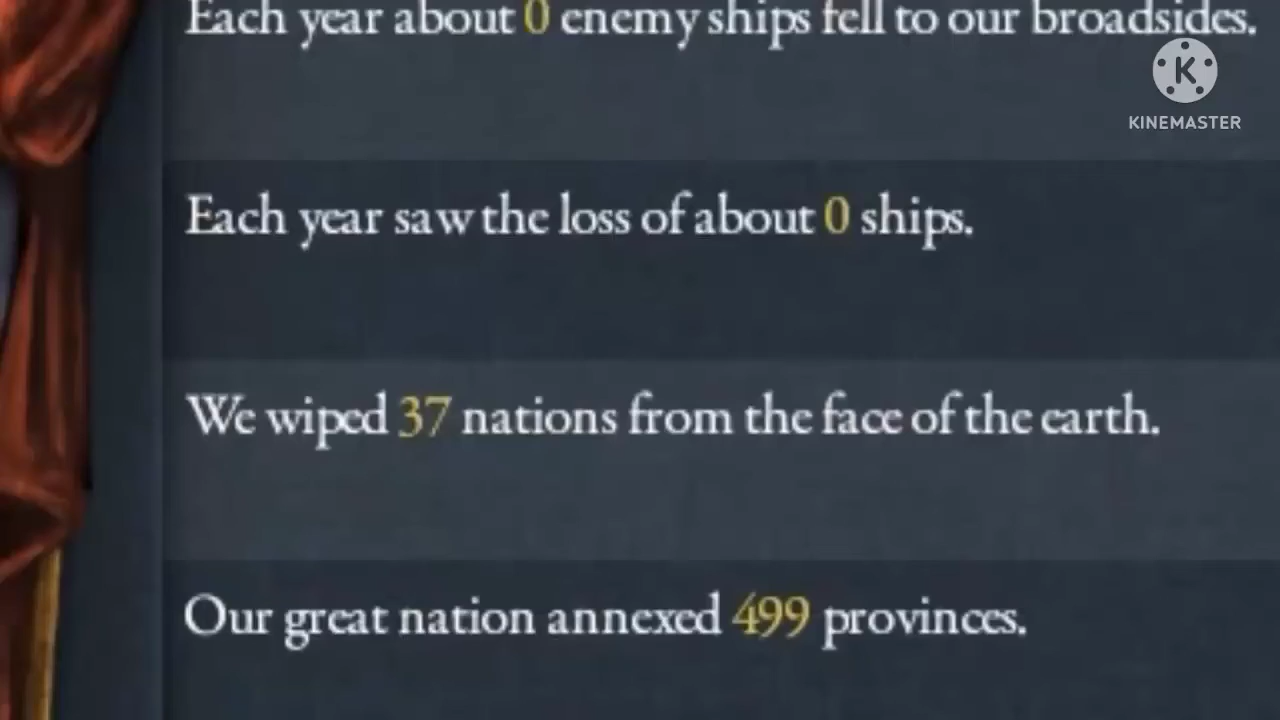 Each year about 0 enemy ships fell to our broadsides.
K
KINEMASTER
Each year saw the loss of about 0 ships.
We wiped 37 nations from the face of the earth.
Our great nation annexed 499 provinces.